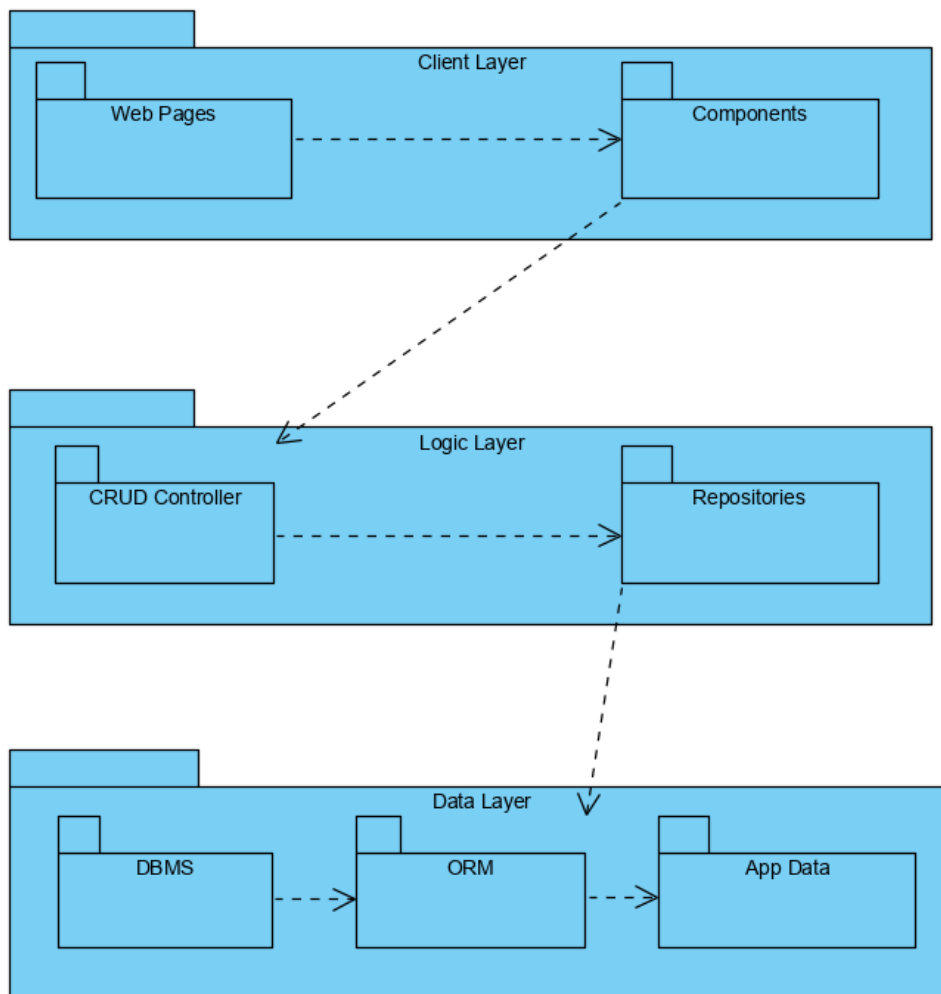 Client Layer
Web Pages
Components
Logic Layer
CRUD Controller
Repositories
Data Layer
DBMS
ORM
App Data